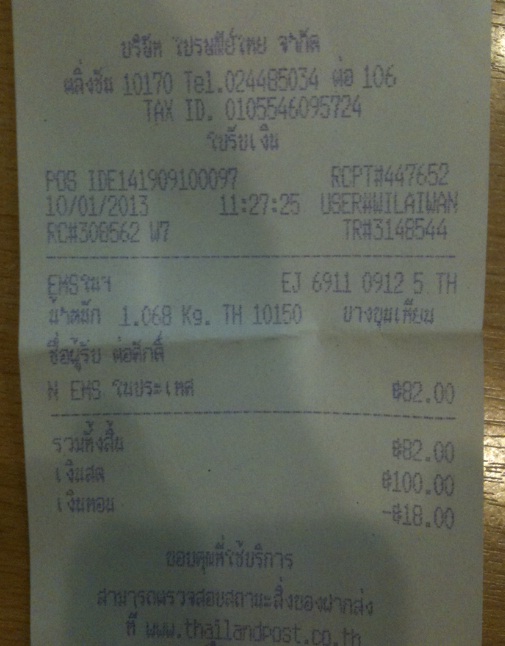 บริษัท ไปรษณีย์ไทย จำกัด
ตลิ่งชัน 10170 Tel.024485034 ต่อ 106
TAX ID. 0105546095724
ใบรับเงิน
POS IDE141909100097 RCPT#447652
10/01/2013 11:27:25 USER#WILAIWAN
RC#308562 W7 TR#3148544
EMSในฯ EJ 6911 0912 5 TH
น้ำหนัก 1.068 Kg. TH 10150 บางขุนเทียน
ชื่อผู้รับ ต่อศักดิ์
N EMS ในประเทศ ฿82.00
รวมทั้งสิ้น ฿82.00
เงินสด ฿100.00
เงินทอน -฿18.00
ขอบคุณที่ใช้บริการ
สามารถตรวจสอบสถานะสิ่งของฝากส่ง
ที่ www.thailandpost.co.th